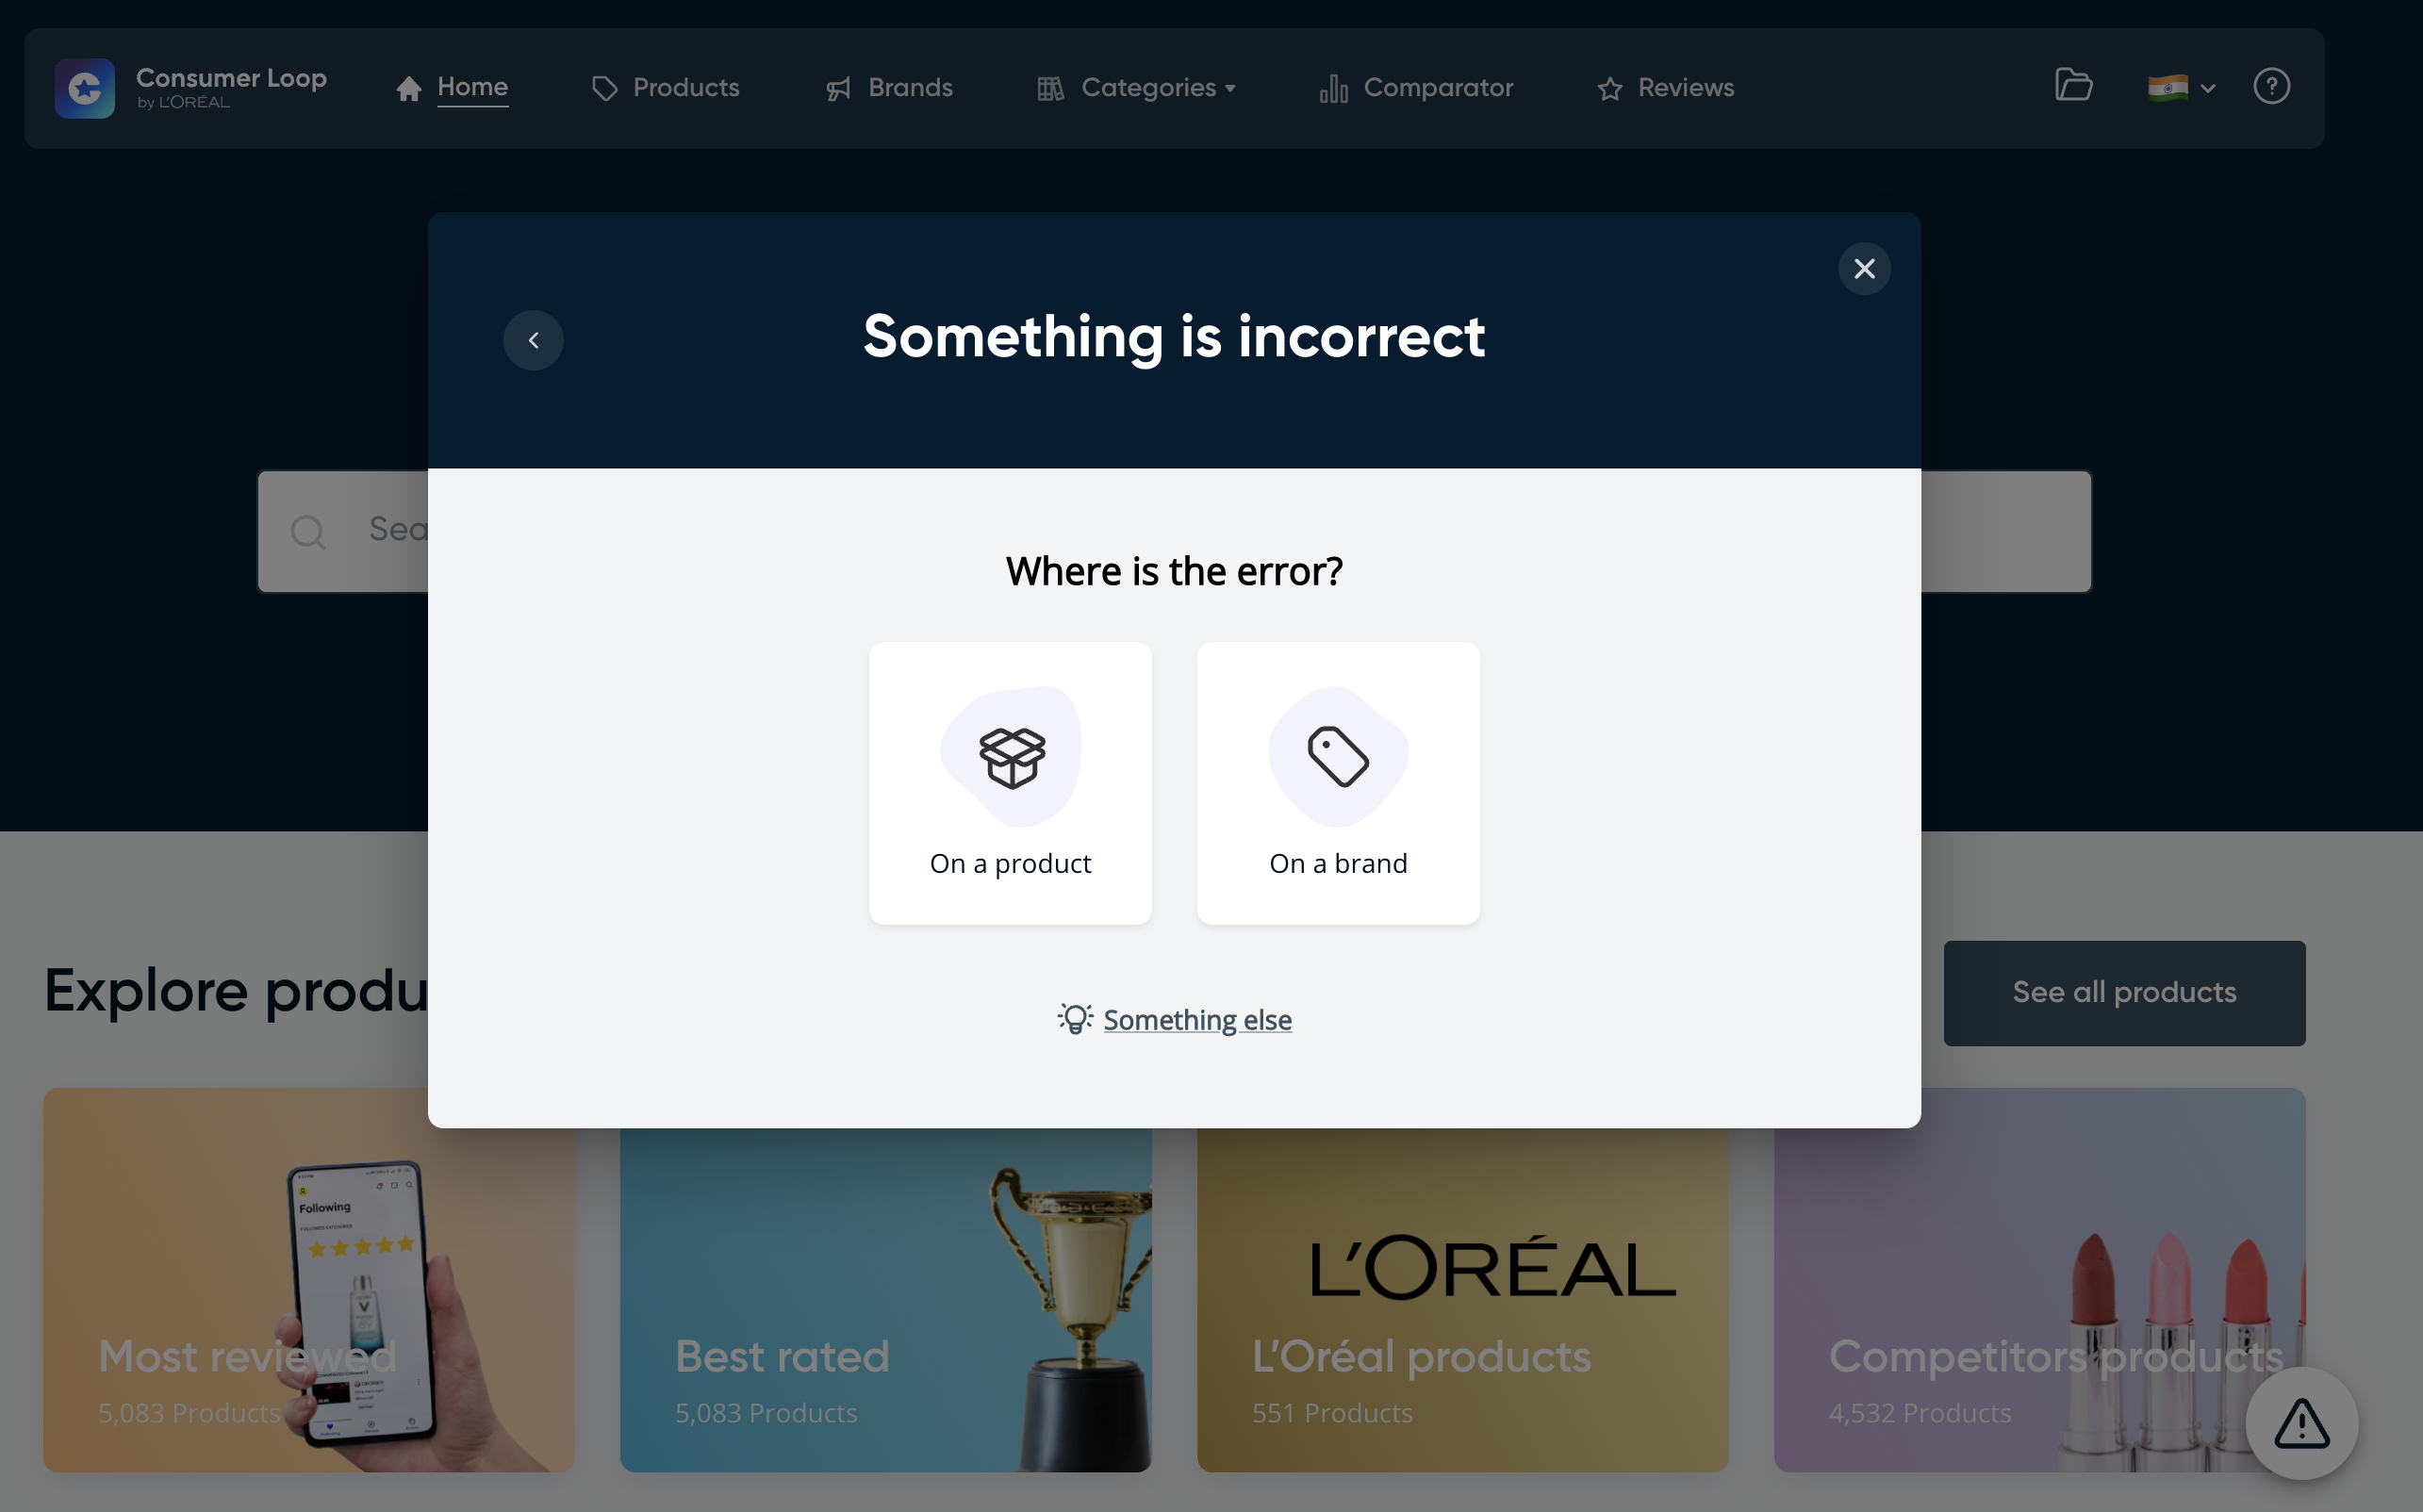 Consumer Loop
by L'ORÉAL
Home
Products
Brands
Categories
Comparator
Reviews
Something is incorrect
Sea
Where is the error?
On a product
On a brand
Something else
Explore produ
See all products
Following
FOLLOWED CATEGORIES
V
L'ORÉAL
Most reviewed
5,083 Products
Best rated
5,083 Products
L'Oréal products
551 Products
Competitors products
4,532 Products